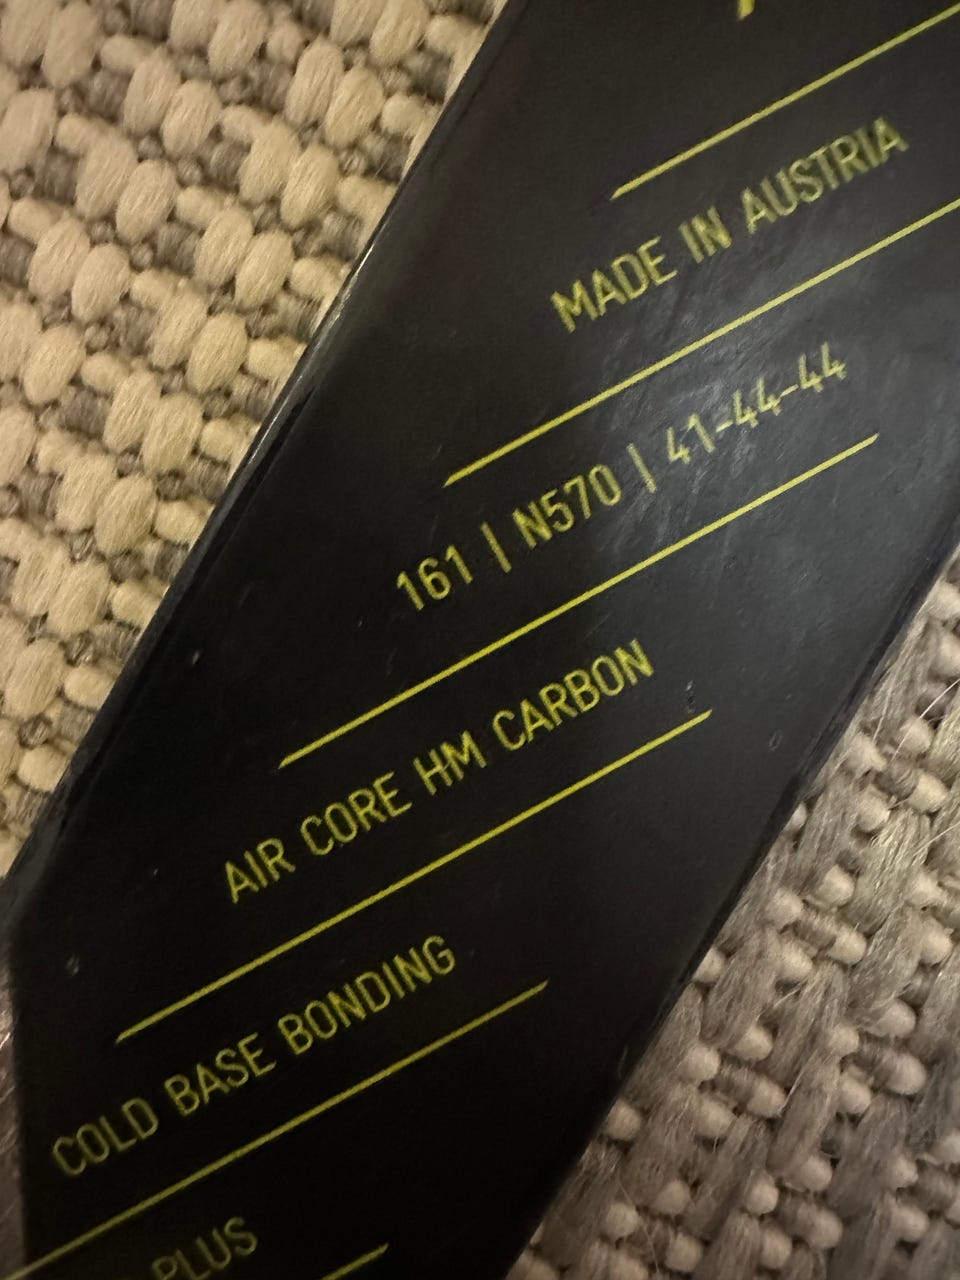 MADE IN AUSTRIA
161 | N570 | 41-44-44
AIR CORE HM CARBON
COLD BASE BONDING
PLUS